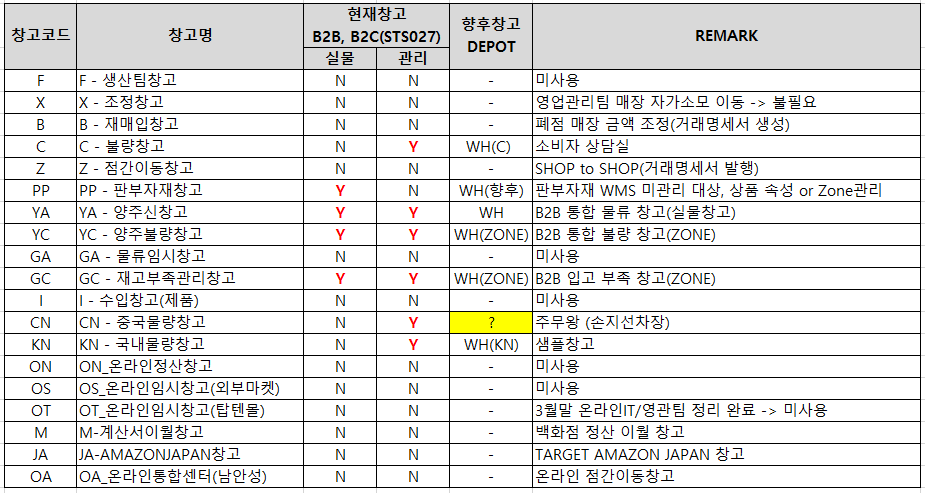 창고코드 창고명 현재창고 B2B, B2C(STS027) 향후창고 DEPOT REMARK
실물 관리
F F - 생산팀창고 N N - 미사용
X X - 조정창고 N N - 영업관리팀 매장 자가소모 이동 -> 불필요
B B - 재매입창고 N N - 폐점 매장 금액 조정(거래명세서 생성)
C C - 불량창고 N Y WH(C) 소비자 상담실
Z Z - 점간이동창고 N N - SHOP to SHOP(거래명세서 발행)
PP PP - 판부자재창고 Y N WH(향후) 판부자재 WMS 미관리 대상, 상품 속성 or Zone관리
YA YA - 양주신창고 Y Y WH B2B 통합 물류 창고(실물창고)
YC YC - 양주불량창고 Y Y WH(ZONE) B2B 통합 불량 창고(ZONE)
GA GA - 물류임시창고 N N - 미사용
GC GC - 재고부족관리창고 Y Y WH(ZONE) B2B 입고 부족 창고(ZONE)
I I - 수입창고(제품) N N - 미사용
CN CN - 중국물량창고 N Y ? 주무왕 (손지선차장)
KN KN - 국내물량창고 N Y WH(KN) 샘플창고
ON ON_온라인정산창고 N N - 미사용
OS OS_온라인임시창고(외부마켓) N N - 미사용
OT OT_온라인임시창고(탑텐몰) N N - 3월말 온라인IT/영관팀 정리 완료 -> 미사용
M M-계산서이월창고 N N - 백화점 정산 이월 창고
JA JA-AMAZONJAPAN창고 N N - TARGET AMAZON JAPAN 창고
OA OA_온라인통합센터(남안성) N N - 온라인 점간이동창고